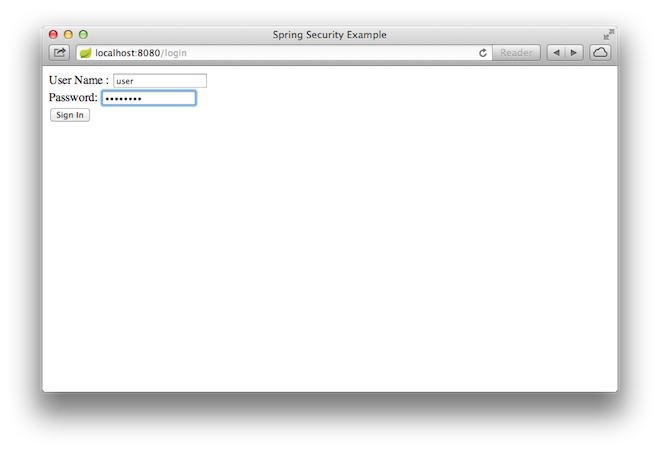 Spring Security Example
localhost:8080/login
Reader
User Name : user
Password: ••••••••
Sign In